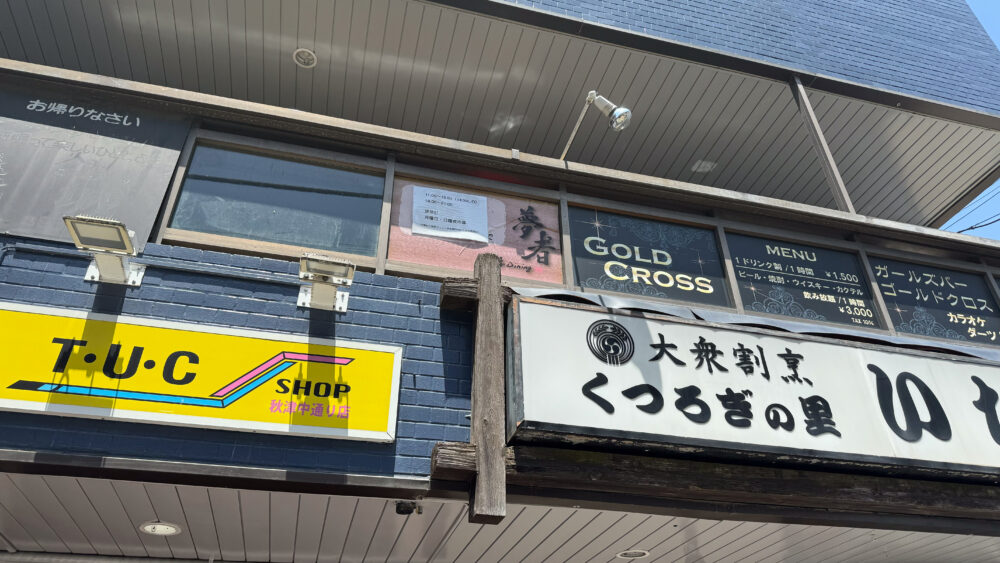 お帰りなさい
夢者
Dining
GOLD
CROSS
MENU
1ドリンク制/1時間 ¥1,500
ビール・焼酎・ウイスキー・カクテル
飲み放題/1時間
¥3,000
ガールズバー
ゴールドクロス
カラオケ
ダーツ
T・U・C
SHOP
秋津中通り店
大衆割烹
くつろぎの里